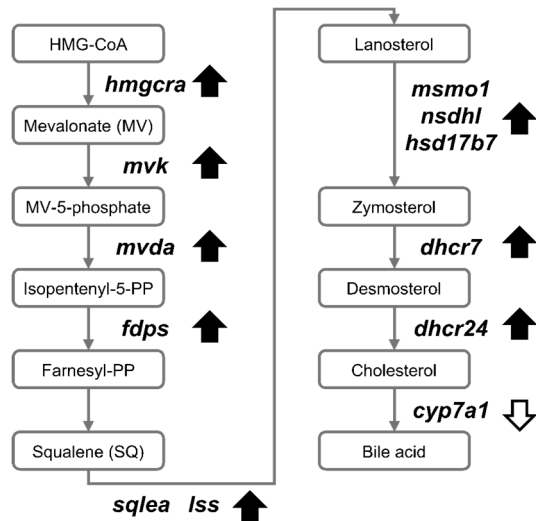 HMG-CoA
hmgcra
Mevalonate (MV)
mvk
MV-5-phosphate
mvda
Isopentenyl-5-PP
fdps
Farnesyl-PP
Squalene (SQ)
sqlea lss
Lanosterol
msmo1
nsdhl
hsd17b7
Zymosterol
dhcr7
Desmosterol
dhcr24
Cholesterol
cyp7a1
Bile acid